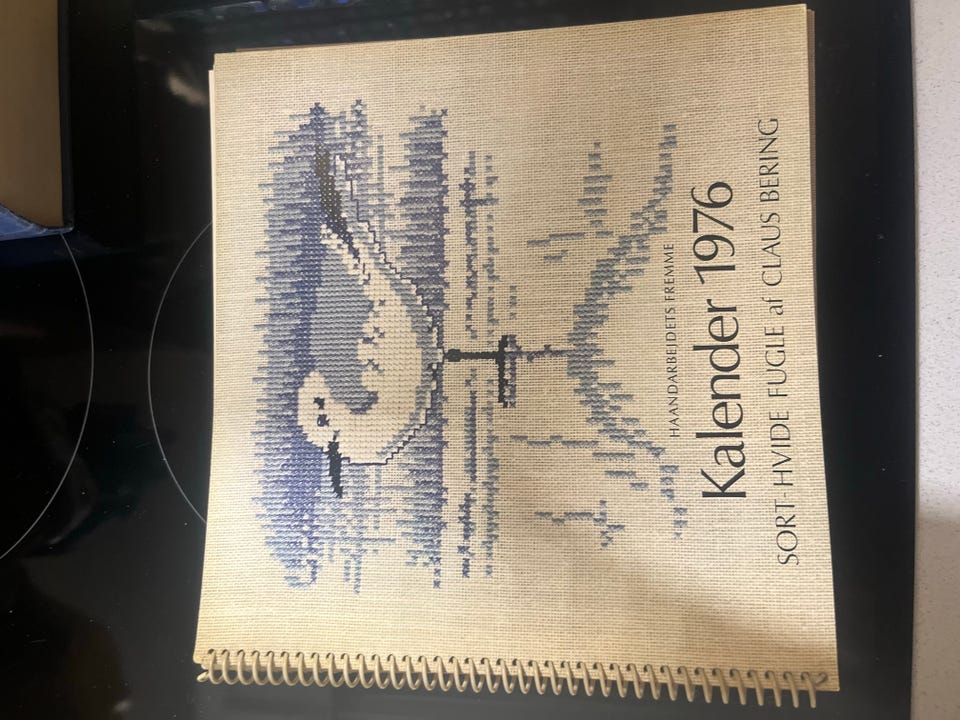 HAANDARBEJDETS FREMME
Kalender 1976
SORT-HVIDE FUGLE af CLAUS BERING